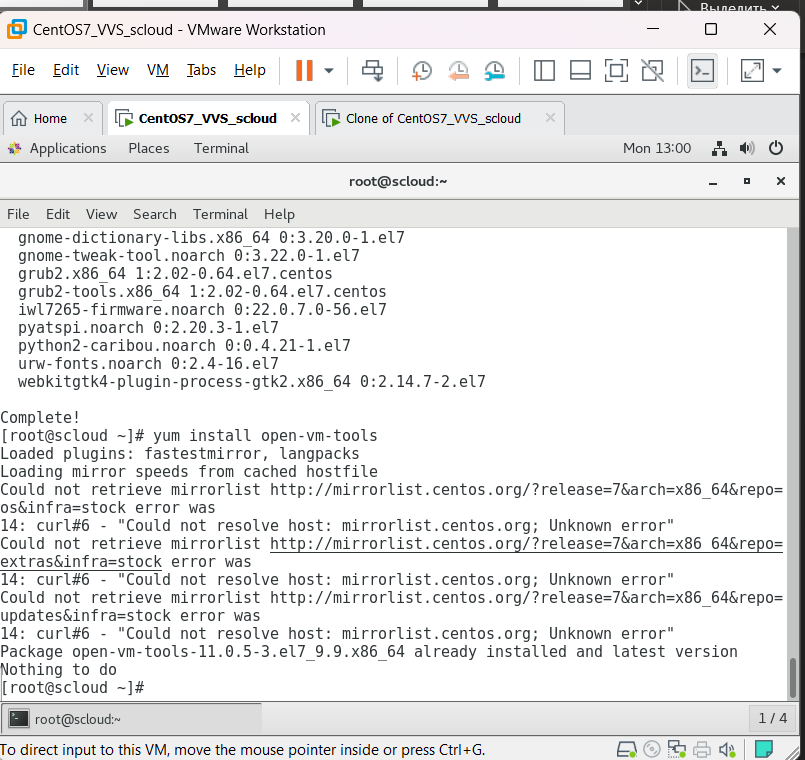 Выделить
CentOS7_VVS_scloud - VMware Workstation
File Edit View VM Tabs Help
Home CentOS7_VVS_scloud Clone of CentOS7_VVS_scloud
Applications Places Terminal Mon 13:00
root@scloud:~
File Edit View Search Terminal Help
gnome-dictionary-libs.x86_64 0:3.20.0-1.el7
gnome-tweak-tool.noarch 0:3.22.0-1.el7
grub2.x86_64 1:2.02-0.64.el7.centos
grub2-tools.x86_64 1:2.02-0.64.el7.centos
iwl7265-firmware.noarch 0:22.0.7.0-56.el7
pyatspi.noarch 0:2.20.3-1.el7
python2-caribou.noarch 0:0.4.21-1.el7
urw-fonts.noarch 0:2.4-16.el7
webkitgtk4-plugin-process-gtk2.x86_64 0:2.14.7-2.el7
Complete!
[root@scloud ~]# yum install open-vm-tools
Loaded plugins: fastestmirror, langpacks
Loading mirror speeds from cached hostfile
Could not retrieve mirrorlist http://mirrorlist.centos.org/?release=7&arch=x86_64&repo=
os&infra=stock error was
14: curl#6 - "Could not resolve host: mirrorlist.centos.org; Unknown error"
Could not retrieve mirrorlist http://mirrorlist.centos.org/?release=7&arch=x86_64&repo=
extras&infra=stock error was
14: curl#6 - "Could not resolve host: mirrorlist.centos.org; Unknown error"
Could not retrieve mirrorlist http://mirrorlist.centos.org/?release=7&arch=x86_64&repo=
updates&infra=stock error was
14: curl#6 - "Could not resolve host: mirrorlist.centos.org; Unknown error"
Package open-vm-tools-11.0.5-3.el7_9.9.x86_64 already installed and latest version
Nothing to do
[root@scloud ~]#
root@scloud:~ 1 / 4
To direct input to this VM, move the mouse pointer inside or press Ctrl+G.